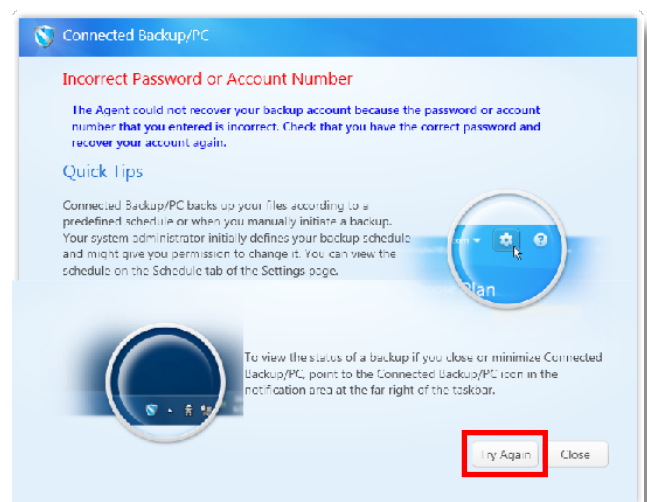 Connected Backup/PC
Incorrect Password or Account Number
The Agent could not recover your backup account because the password or account
number that you entered is incorrect. Check that you have the correct password and
recover your account again.
Quick Tips
Connected Backup/PC backs up your files according to a
predefined schedule or when you manually initiate a backup.
Your system administrator initially defines your backup schedule
and might give you permission to change it. You can view the
schedule on the Schedule tab of the Settings page.
Plan
To view the status of a backup if you close or minimize Connected
Backup/PC, point to the Connected Backup/PC icon in the
notification area at the far right of the taskbar.
Try Again
Close